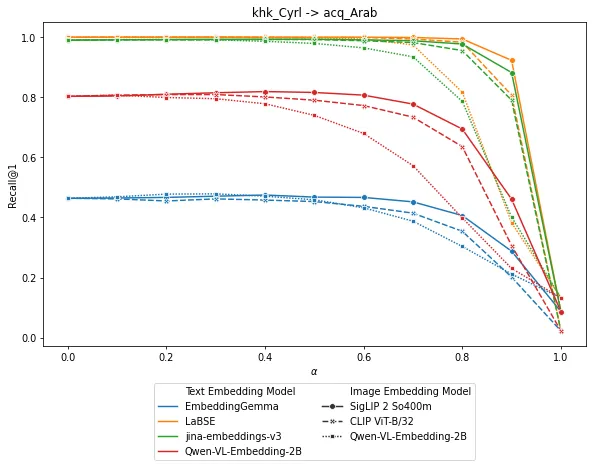 khk_Cyrl -> acq_Arab
Recall@1
1.0
0.8
0.6
0.4
0.2
0.0
0.0 0.2 0.4 0.6 0.8 1.0
α
Text Embedding Model
EmbeddingGemma
LaBSE
jina-embeddings-v3
Qwen-VL-Embedding-2B
Image Embedding Model
SigLIP 2 So400m
CLIP ViT-B/32
Qwen-VL-Embedding-2B